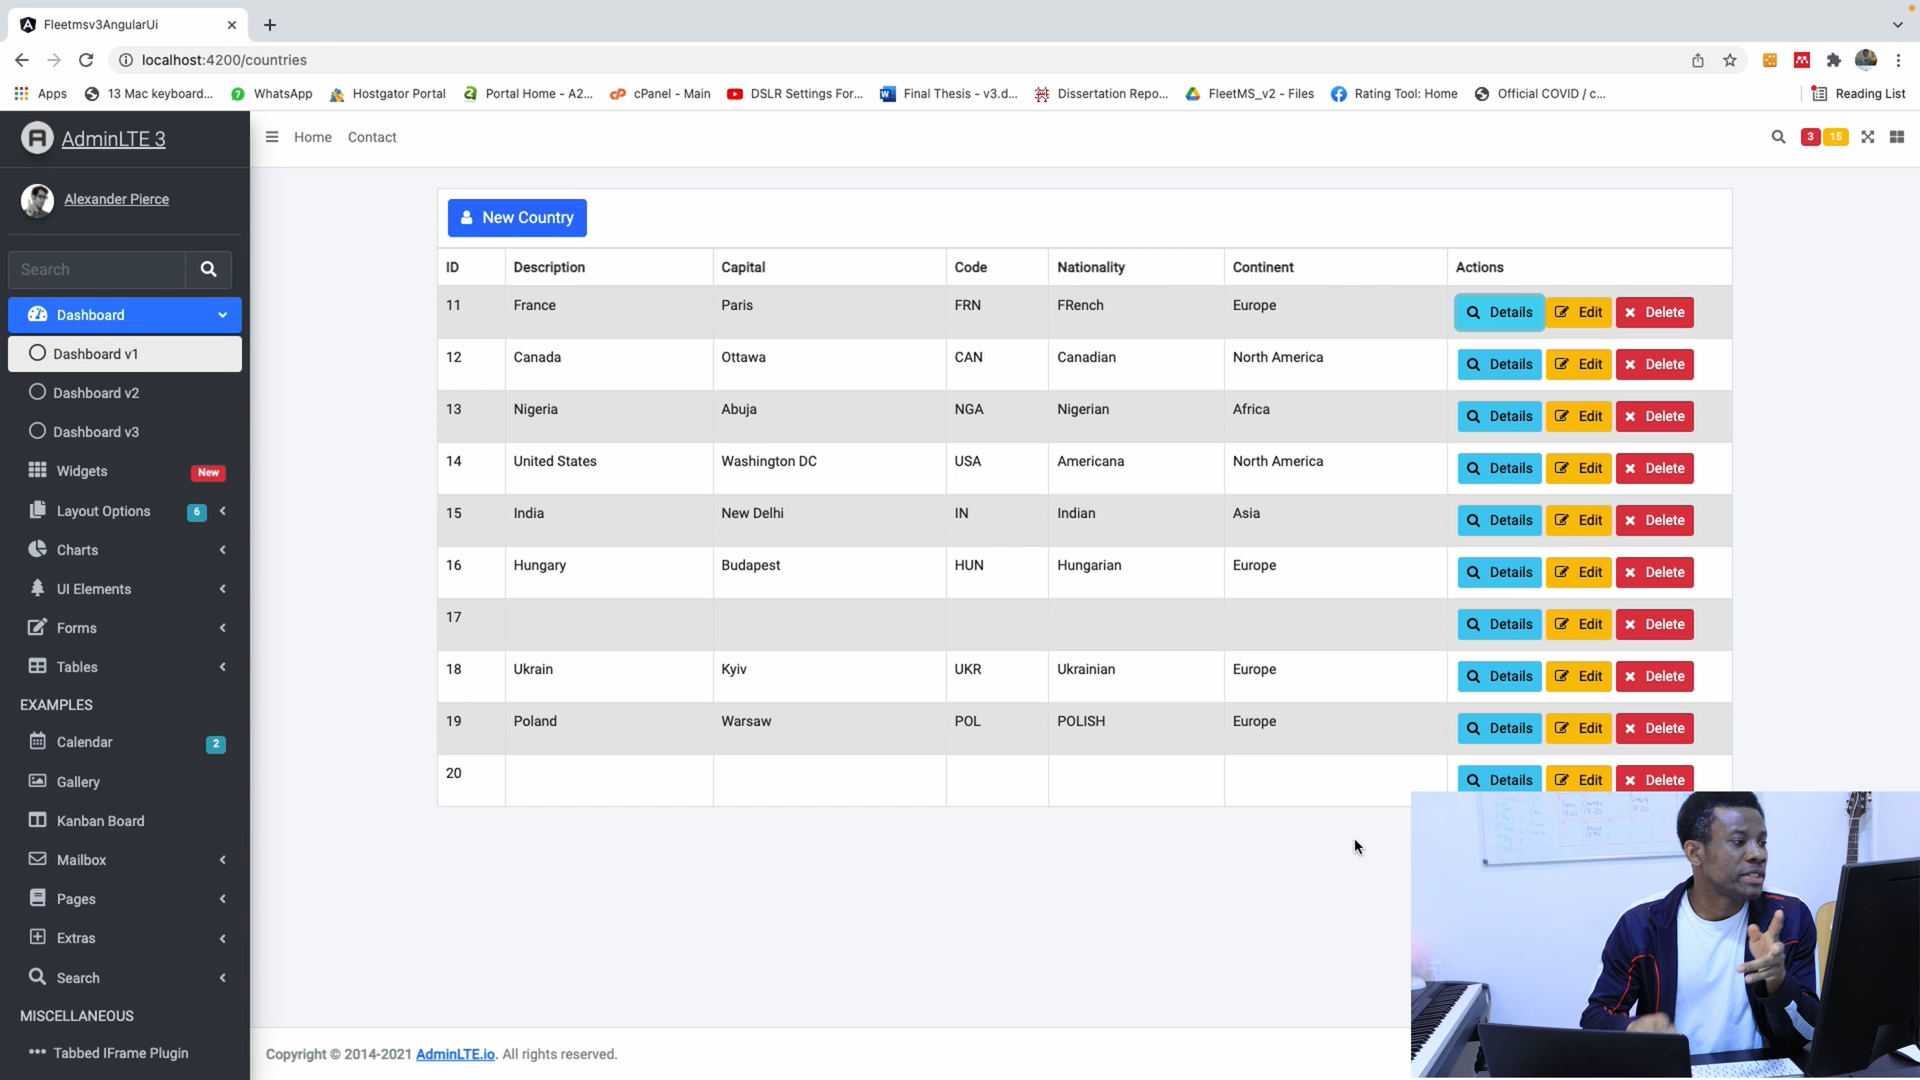 Fleetmsv3AngularUi
localhost:4200/countries
Apps 13 Mac keyboard... WhatsApp Hostgator Portal Portal Home - A2... cPanel - Main DSLR Settings For... Final Thesis - v3.d... Dissertation Repo... FleetMS_v2 - Files Rating Tool: Home Official COVID / c... Reading List
AdminLTE 3
Home Contact
3 15
Alexander Pierce
Search
Dashboard
Dashboard v1
Dashboard v2
Dashboard v3
Widgets New
Layout Options 6
Charts
UI Elements
Forms
Tables
EXAMPLES
Calendar 2
Gallery
Kanban Board
Mailbox
Pages
Extras
Search
MISCELLANEOUS
Tabbed IFrame Plugin
New Country
ID Description Capital Code Nationality Continent Actions
11 France Paris FRN FRench Europe Details Edit Delete
12 Canada Ottawa CAN Canadian North America Details Edit Delete
13 Nigeria Abuja NGA Nigerian Africa Details Edit Delete
14 United States Washington DC USA Americana North America Details Edit Delete
15 India New Delhi IN Indian Asia Details Edit Delete
16 Hungary Budapest HUN Hungarian Europe Details Edit Delete
17 Details Edit Delete
18 Ukrain Kyiv UKR Ukrainian Europe Details Edit Delete
19 Poland Warsaw POL POLISH Europe Details Edit Delete
20 Details Edit Delete
Copyright © 2014-2021 AdminLTE.io. All rights reserved.